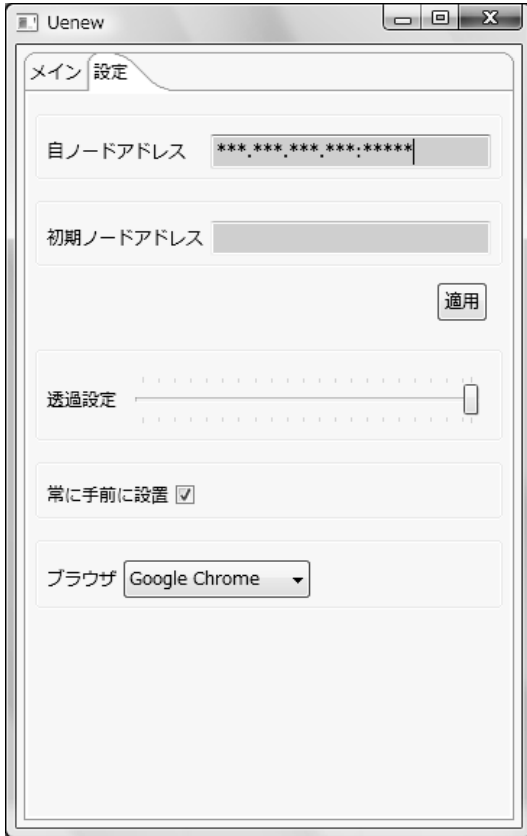 Uenew
メイン 設定
自ノードアドレス ***.***.***.***:*****
初期ノードアドレス
適用
透過設定
常に手前に設置
ブラウザ Google Chrome